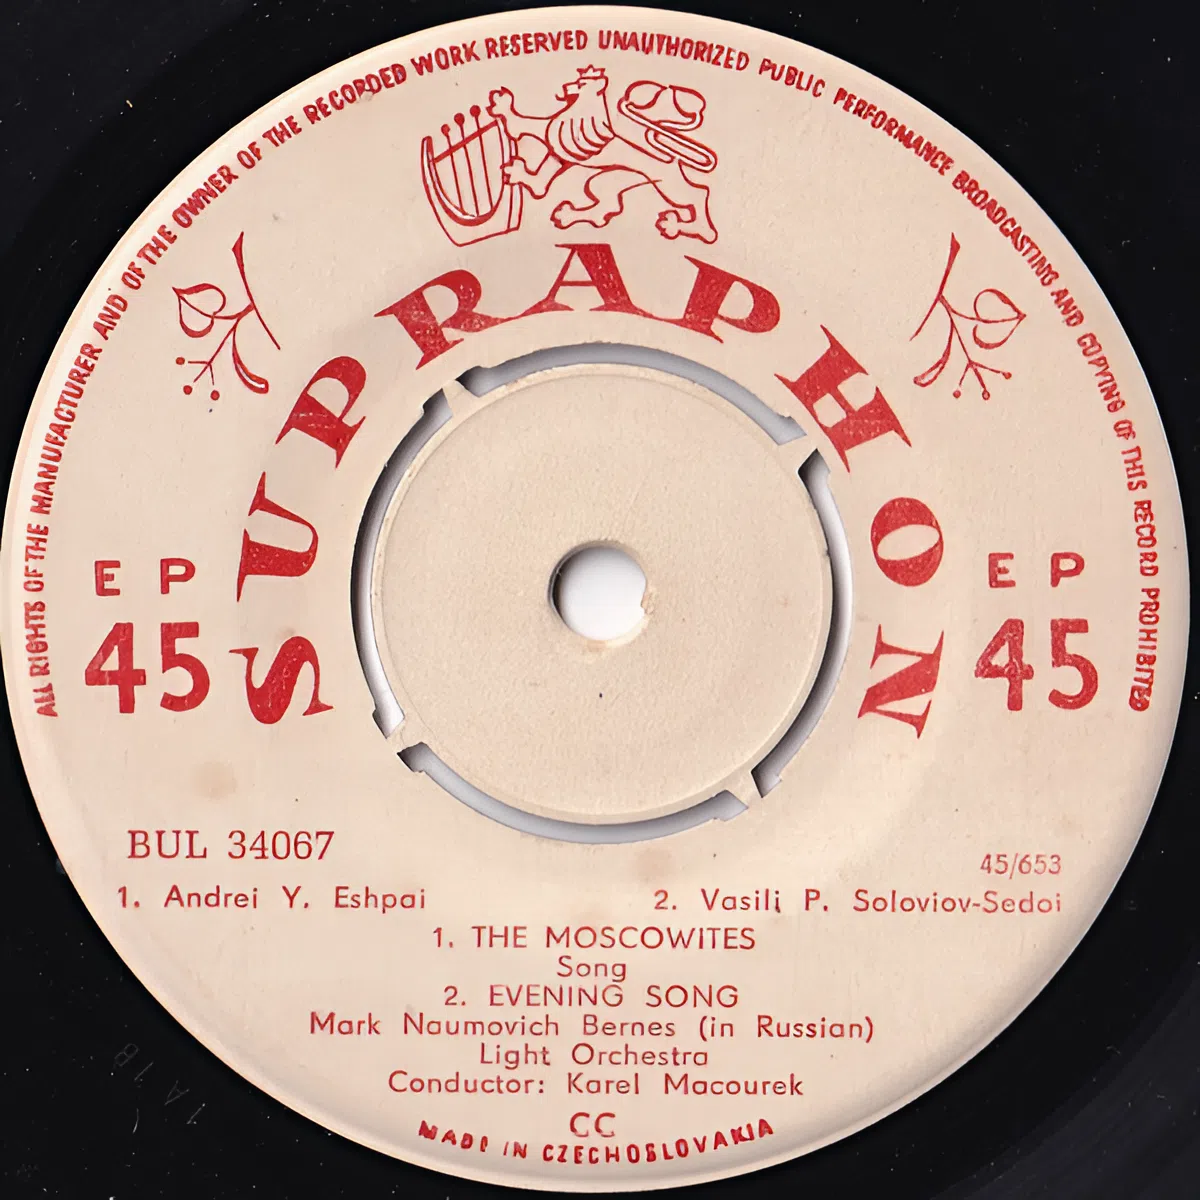 ALL RIGHTS OF THE MANUFACTURER AND OF THE OWNER OF THE RECORDED WORK RESERVED UNAUTHORIZED PUBLIC PERFORMANCE BROADCASTING AND COPYING OF THIS RECORD PROHIBITED
SUPRAPHON
EP
45
EP
45
BUL 34067
45/653
1. Andrei Y. Eshpai
2. Vasili P. Soloviov-Sedoi
1. THE MOSCOWITES
Song
2. EVENING SONG
Mark Naumovich Bernes (in Russian)
Light Orchestra
Conductor: Karel Macourek
CC
MADE IN CZECHOSLOVAKIA